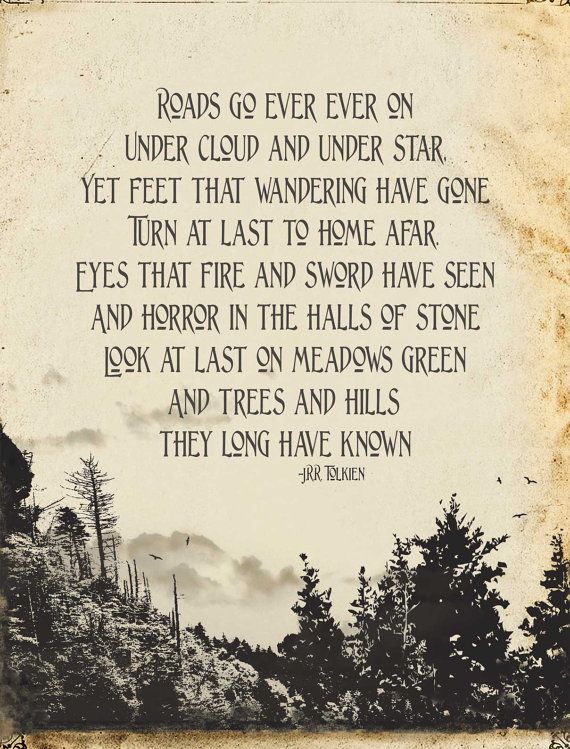 Roads go ever ever on
Under cloud and under star,
Yet feet that wandering have gone
Turn at last to home afar.
Eyes that fire and sword have seen
And horror in the halls of stone
Look at last on meadows green
And trees and hills
they long have known
-J.R.R. Tolkien